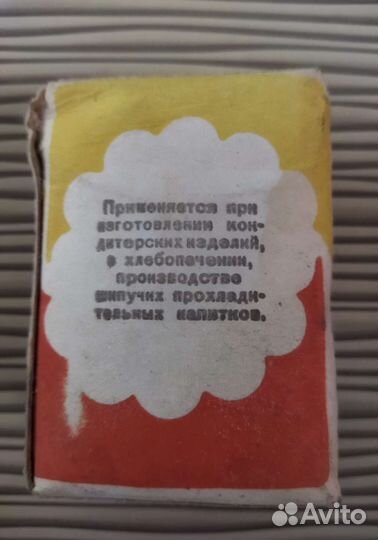 Применяется при
изготовлении кон-
дитерских изделий,
в хлебопечении,
производстве
шипучих прохлади-
тельных напитков.
Avito